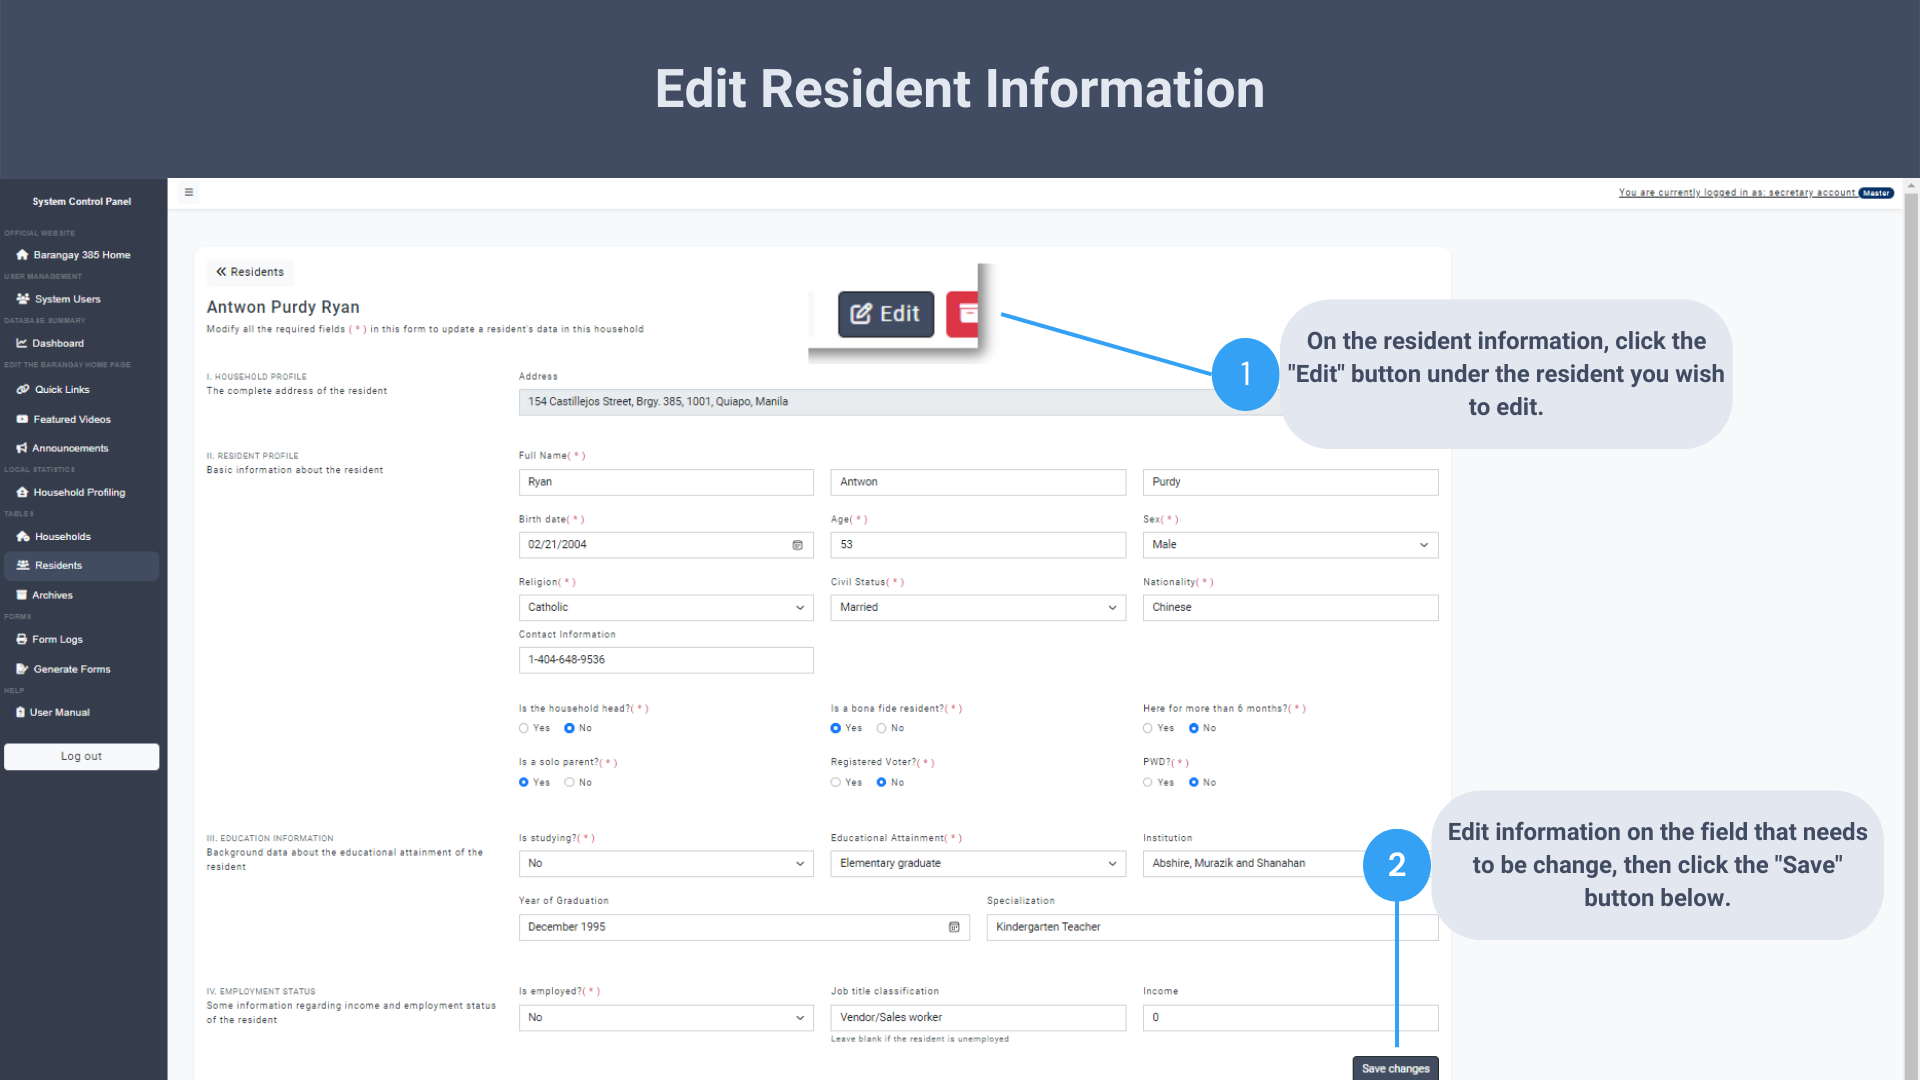 Edit Resident Information
System Control Panel
OFFICIAL WEBSITE
Barangay 385 Home
USER MANAGEMENT
System Users
DATABASE SUMMARY
Dashboard
EDIT THE BARANGAY HOME PAGE
Quick Links
Featured Videos
Announcements
LOCAL STATISTICS
Household Profiling
TABLES
Households
Residents
Archives
FORMS
Form Logs
Generate Forms
HELP
User Manual
Log out
You are currently logged in as: secretary account Master
Residents
Antwon Purdy Ryan
Modify all the required fields ( * ) in this form to update a resident's data in this household
Edit
1
On the resident information, click the
"Edit" button under the resident you wish
to edit.
I. HOUSEHOLD PROFILE
The complete address of the resident
Address
154 Castillejos Street, Brgy. 385, 1001, Quiapo, Manila
II. RESIDENT PROFILE
Basic information about the resident
Full Name( * )
Ryan Antwon Purdy
Birth date( * ) Age( * ) Sex( * )
02/21/2004 53 Male
Religion( * ) Civil Status( * ) Nationality( * )
Catholic Married Chinese
Contact Information
1-404-648-9536
Is the household head?( * ) Is a bona fide resident?( * ) Here for more than 6 months?( * )
Yes No Yes No Yes No
Is a solo parent?( * ) Registered Voter?( * ) PWD?( * )
Yes No Yes No Yes No
III. EDUCATION INFORMATION
Background data about the educational attainment of the
resident
Is studying?( * ) Educational Attainment( * ) Institution
No Elementary graduate Abshire, Murazik and Shanahan
Year of Graduation Specialization
December 1995 Kindergarten Teacher
2
Edit information on the field that needs
to be change, then click the "Save"
button below.
IV. EMPLOYMENT STATUS
Some information regarding income and employment status
of the resident
Is employed?( * ) Job title classification Income
No Vendor/Sales worker 0
Leave blank if the resident is unemployed
Save changes